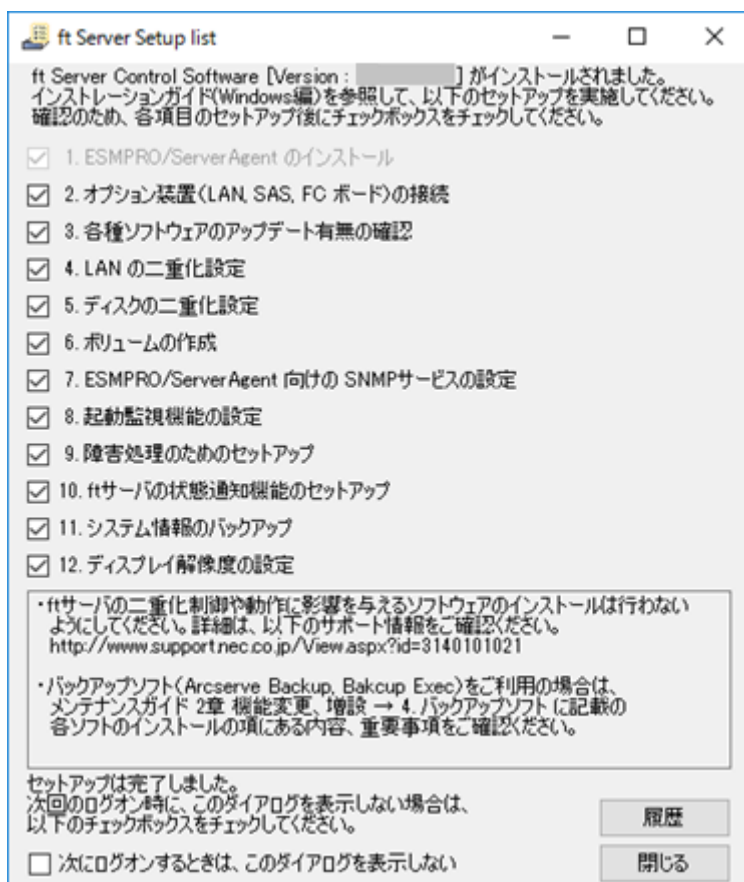 ft Server Setup list
ft Server Control Software [Version : ] がインストールされました。
インストレーションガイド(Windows編)を参照して、以下のセットアップを実施してください。
確認のため、各項目のセットアップ後にチェックボックスをチェックしてください。
1. ESMPRO/ServerAgent のインストール
2. オプション装置(LAN, SAS, FC ボード)の接続
3. 各種ソフトウェアのアップデート有無の確認
4. LAN の二重化設定
5. ディスクの二重化設定
6. ボリュームの作成
7. ESMPRO/ServerAgent 向けの SNMPサービスの設定
8. 起動監視機能の設定
9. 障害処理のためのセットアップ
10. ftサーバの状態通知機能のセットアップ
11. システム情報のバックアップ
12. ディスプレイ解像度の設定
・ftサーバの二重化制御や動作に影響を与えるソフトウェアのインストールは行わない
ようにしてください。詳細は、以下のサポート情報をご確認ください。
http://www.support.nec.co.jp/View.aspx?id=3140101021
・バックアップソフト(Arcserve Backup, Bakcup Exec)をご利用の場合は、
メンテナンスガイド 2章 機能変更、増設 → 4. バックアップソフト に記載の
各ソフトのインストールの項にある内容、重要事項をご確認ください。
セットアップは完了しました。
次回のログオン時に、このダイアログを表示しない場合は、
以下のチェックボックスをチェックしてください。
履歴
次にログオンするときは、このダイアログを表示しない
閉じる